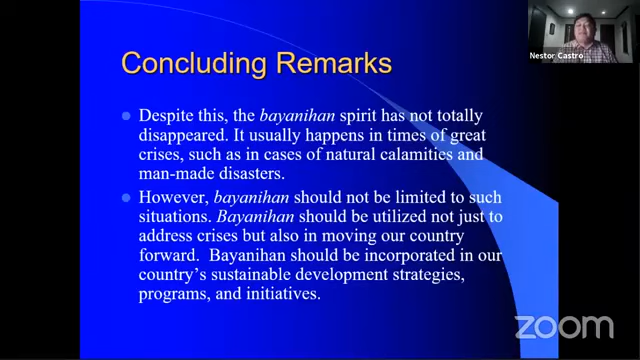 Concluding Remarks
Nestor Castro
Despite this, the bayanihan spirit has not totally
disappeared. It usually happens in times of great
crises, such as in cases of natural calamities and
man-made disasters.
However, bayanihan should not be limited to such
situations. Bayanihan should be utilized not just to
address crises but also in moving our country
forward.  Bayanihan should be incorporated in our
country's sustainable development strategies,
programs, and initiatives.
zoom